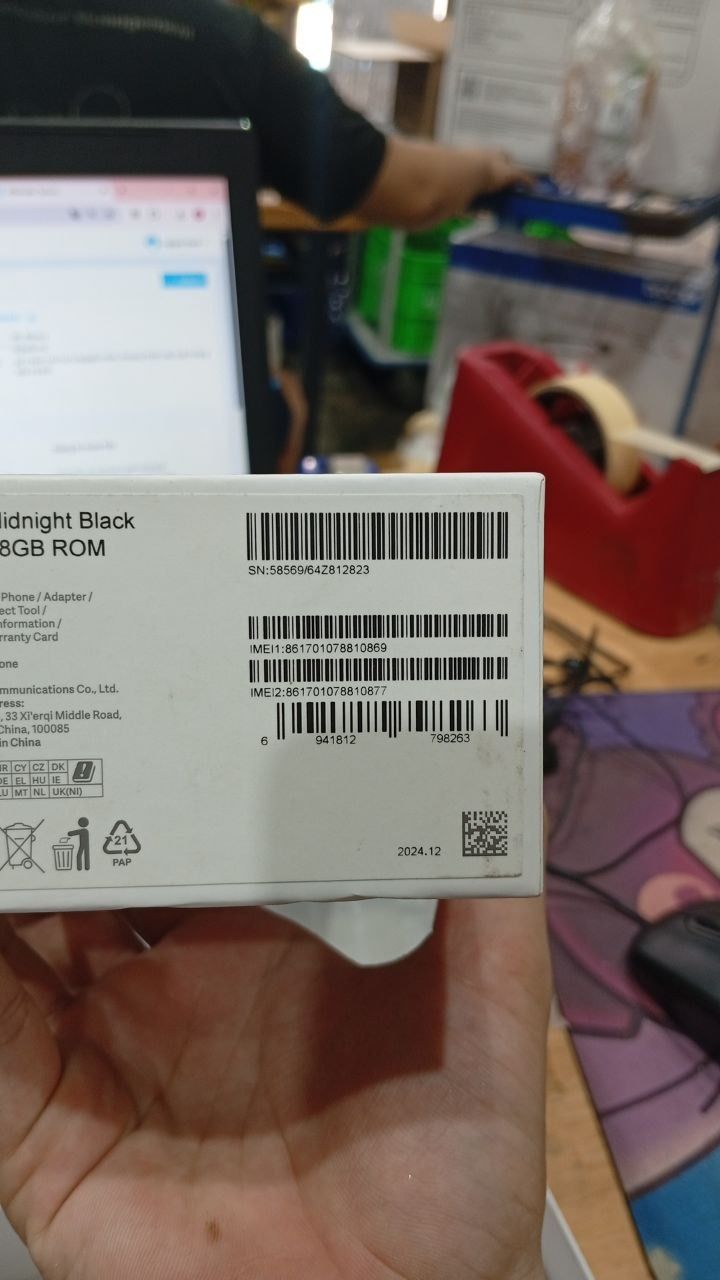 idnight Black
8GB ROM
Phone / Adapter /
ect Tool /
nformation /
rranty Card
one
mmunications Co., Ltd.
ress:
, 33 Xi'erqi Middle Road,
China, 100085
in China
R CY CZ DK
DE EL HU IE
LU MT NL UK(NI)
21
PAP
SN:58569/64Z812823
IMEI1:861701078810869
IMEI2:861701078810877
6 941812 798263
2024.12